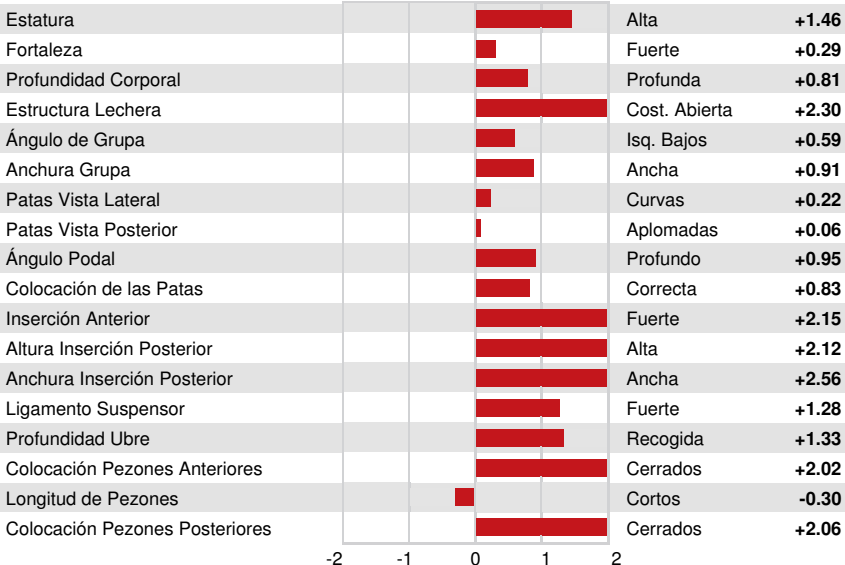 Estatura Alta +1.46
Fortaleza Fuerte +0.29
Profundidad Corporal Profunda +0.81
Estructura Lechera Cost. Abierta +2.30
Ángulo de Grupa Isq. Bajos +0.59
Anchura Grupa Ancha +0.91
Patas Vista Lateral Curvas +0.22
Patas Vista Posterior Aplomadas +0.06
Ángulo Podal Profundo +0.95
Colocación de las Patas Correcta +0.83
Inserción Anterior Fuerte +2.15
Altura Inserción Posterior Alta +2.12
Anchura Inserción Posterior Ancha +2.56
Ligamento Suspensor Fuerte +1.28
Profundidad Ubre Recogida +1.33
Colocación Pezones Anteriores Cerrados +2.02
Longitud de Pezones Cortos -0.30
Colocación Pezones Posteriores Cerrados +2.06
-2 -1 0 1 2